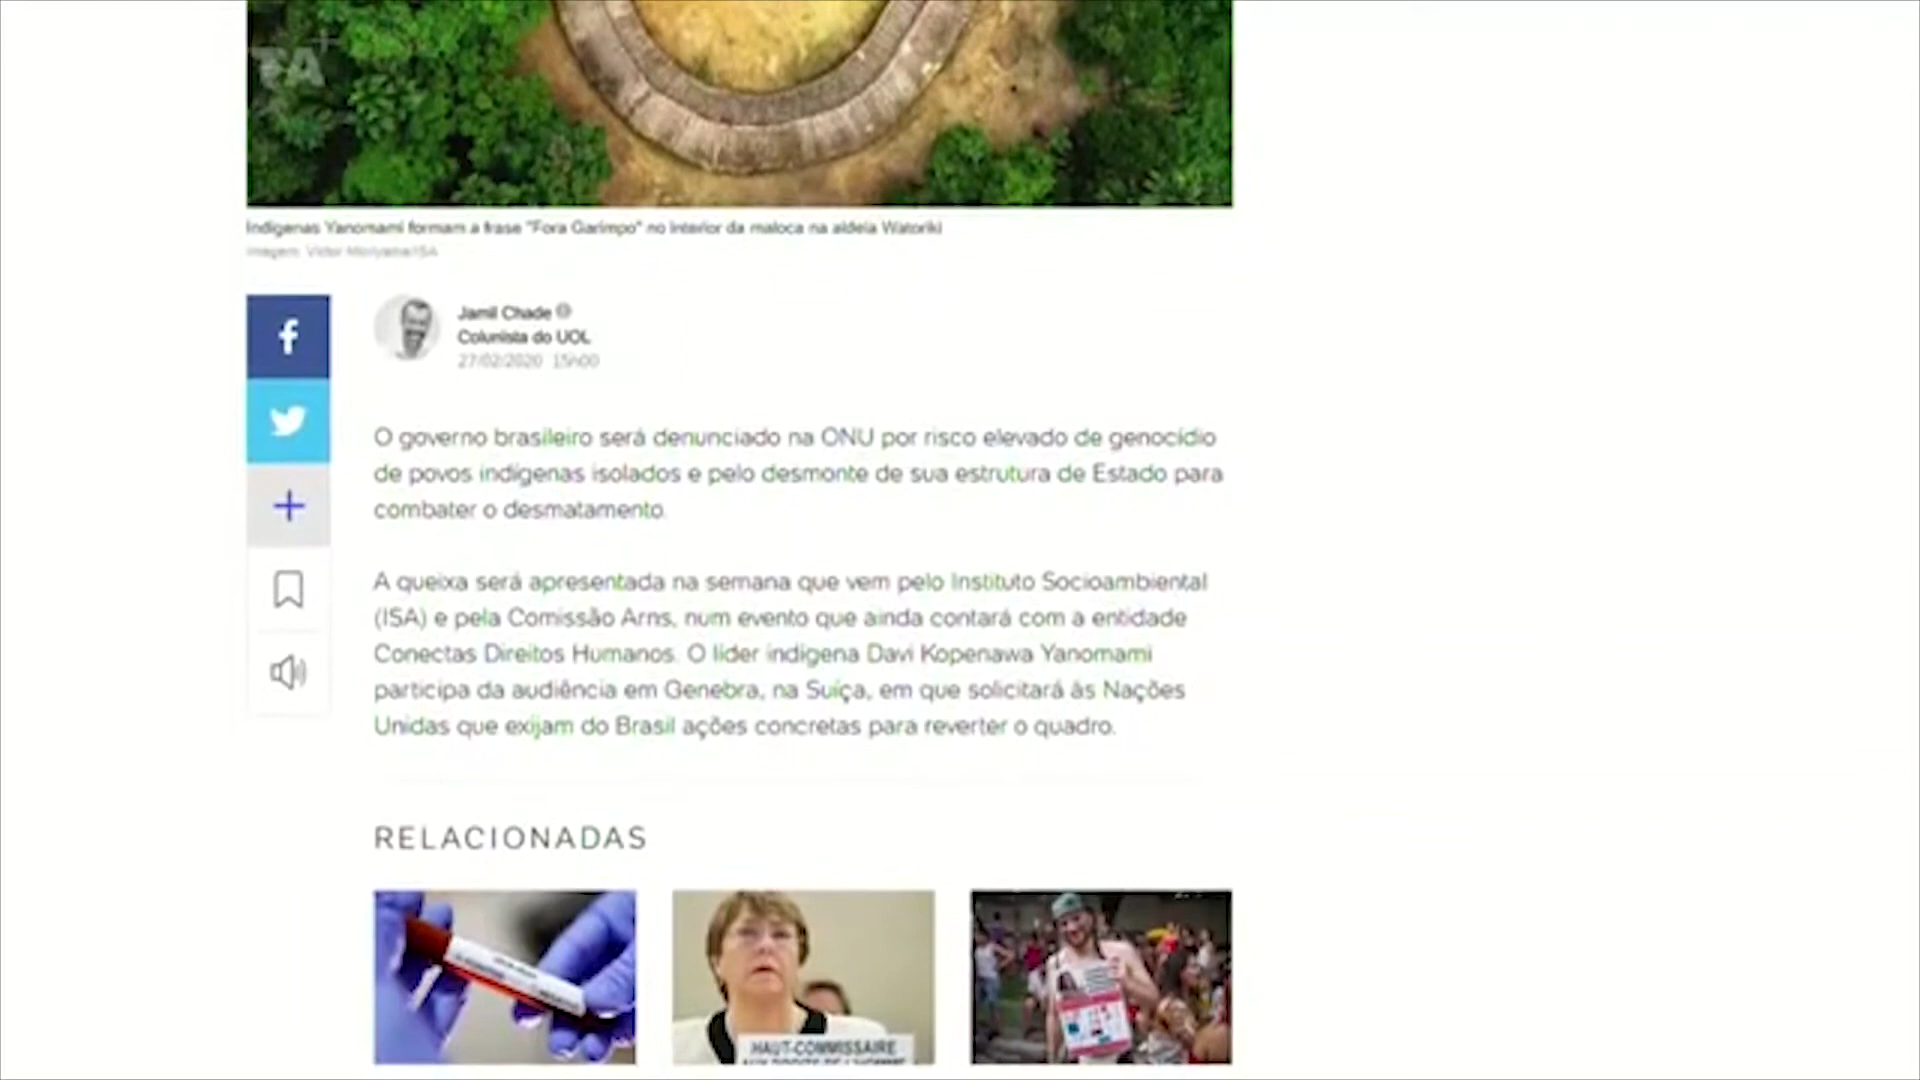 Indígenas Yanomami formam a frase "Fora Garimpo" no interior da maloca na aldeia Watoriki
Imagem: Victor Moriyama/ISA
Jamil Chade
Colunista do UOL
27/02/2020 15h00
O governo brasileiro será denunciado na ONU por risco elevado de genocídio
de povos indígenas isolados e pelo desmonte de sua estrutura de Estado para
combater o desmatamento.
A queixa será apresentada na semana que vem pelo Instituto Socioambiental
(ISA) e pela Comissão Arns, num evento que ainda contará com a entidade
Conectas Direitos Humanos. O líder indígena Davi Kopenawa Yanomami
participa da audiência em Genebra, na Suíça, em que solicitará às Nações
Unidas que exijam do Brasil ações concretas para reverter o quadro.
RELACIONADAS
HAUT-COMMISSAIRE
AUX DROITS DE L'HOMME